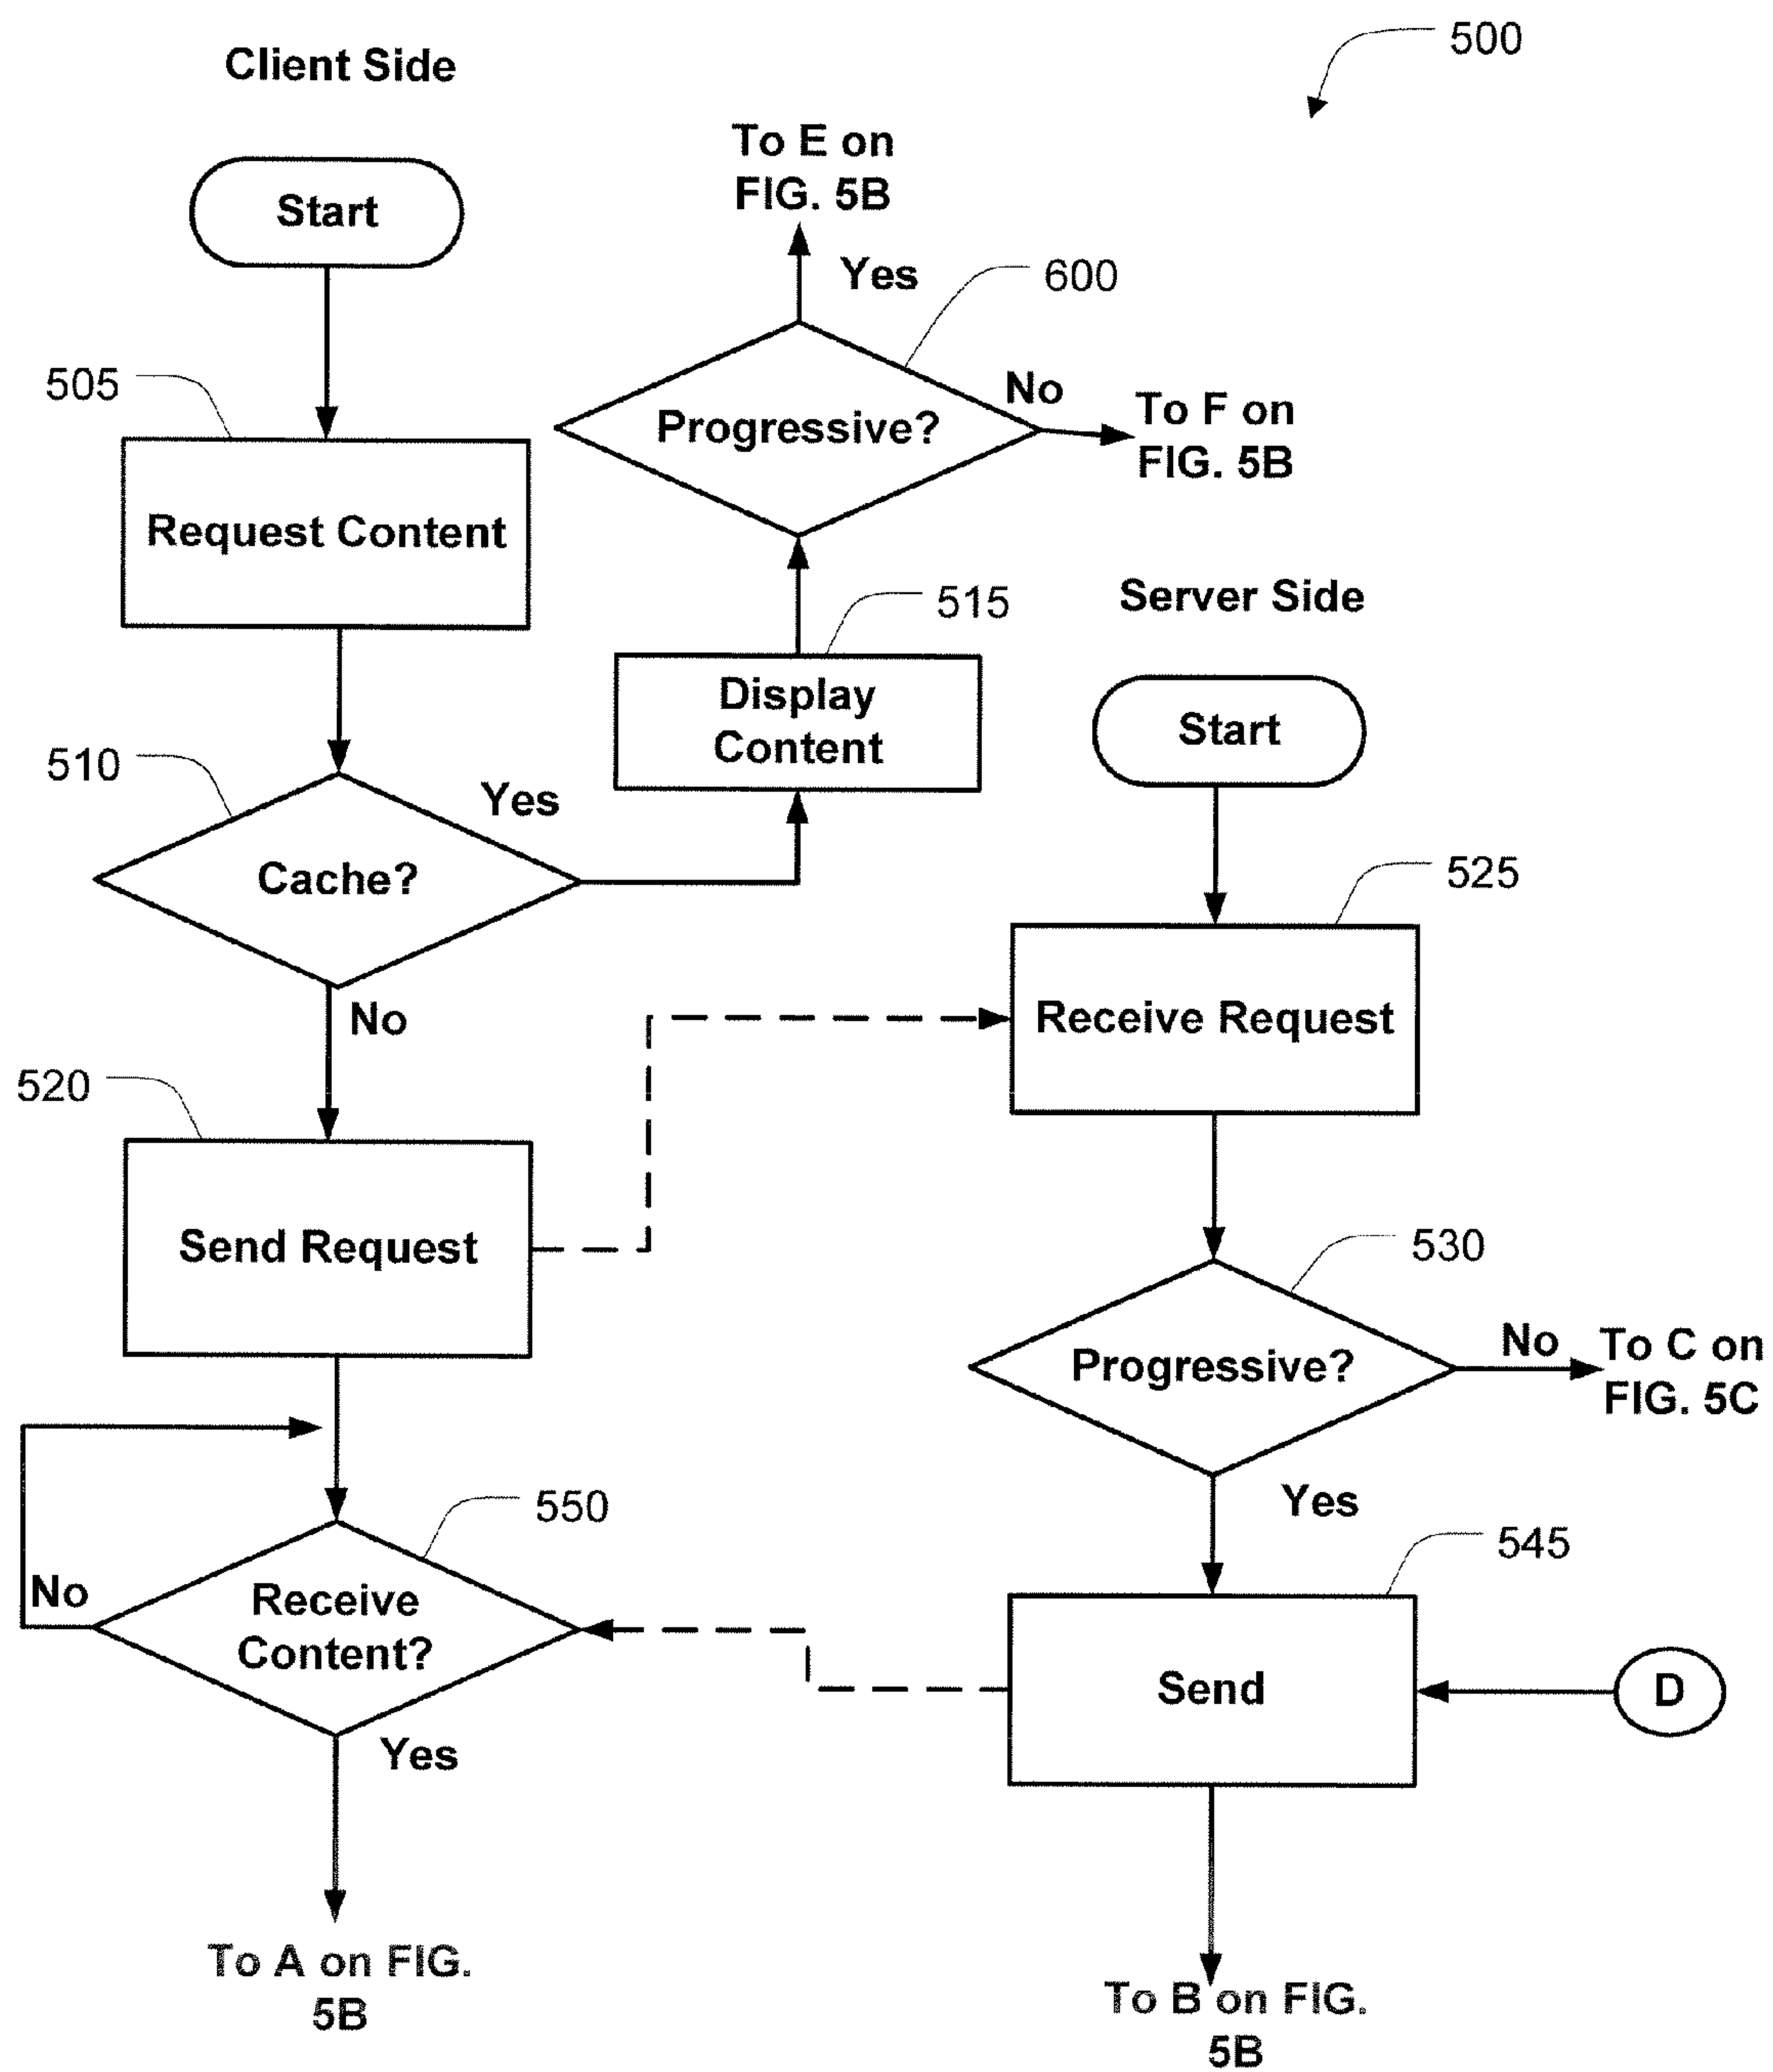 500
Client Side
Start
To E on
FIG. 5B
Yes
600
505
Progressive?
No
To F on
FIG. 5B
Request Content
515
Display
Content
Server Side
Start
510
Cache?
Yes
No
525
Receive Request
520
Send Request
530
Progressive?
No
To C on
FIG. 5C
Yes
550
Receive
Content?
No
Yes
545
Send
D
To A on FIG.
5B
To B on FIG.
5B